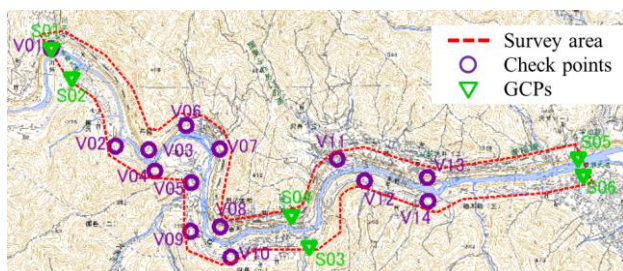 S01
V01
S02
Survey area
Check points
GCPs
V06
V02
V03
V07
V04
V05
V11
V13
S05
S06
V12
V14
S04
V08
V09
S03
V10